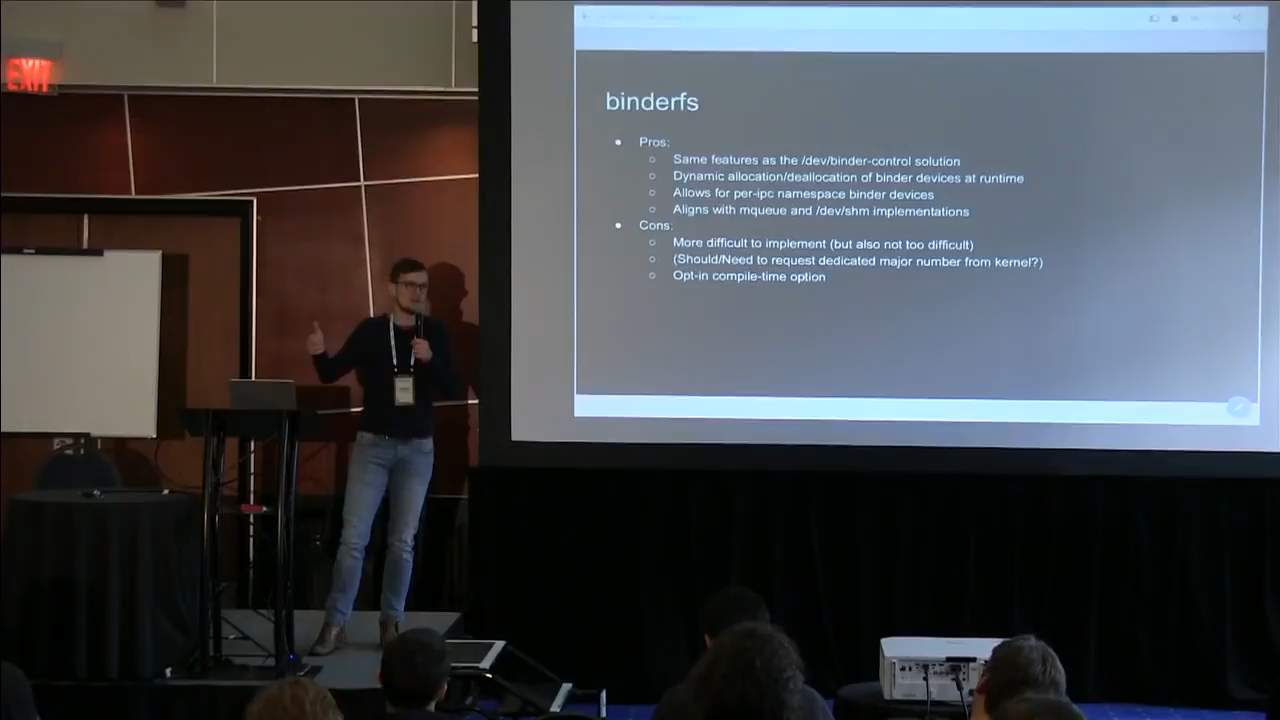 EXIT
binderfs
● Pros:
○ Same features as the /dev/binder-control solution
○ Dynamic allocation/deallocation of binder devices at runtime
○ Allows for per-ipc namespace binder devices
○ Aligns with mqueue and /dev/shm implementations
● Cons:
○ More difficult to implement (but also not too difficult)
○ (Should/Need to request dedicated major number from kernel?)
○ Opt-in compile-time option